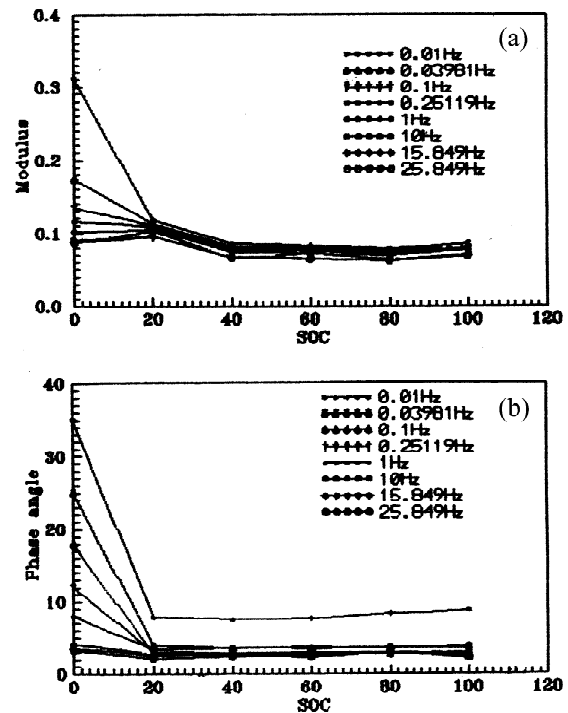 0.4
(a)
0.01Hz
0.03981Hz
0.1Hz
0.25119Hz
1Hz
10Hz
15.849Hz
25.849Hz
0.3
0.2
0.1
0.0
Modulus
0 20 40 60 80 100 120
SOC
40
(b)
0.01Hz
0.03981Hz
0.1Hz
0.25119Hz
1Hz
10Hz
15.849Hz
25.849Hz
30
20
10
0
Phase angle
0 20 40 60 80 100 120
SOC